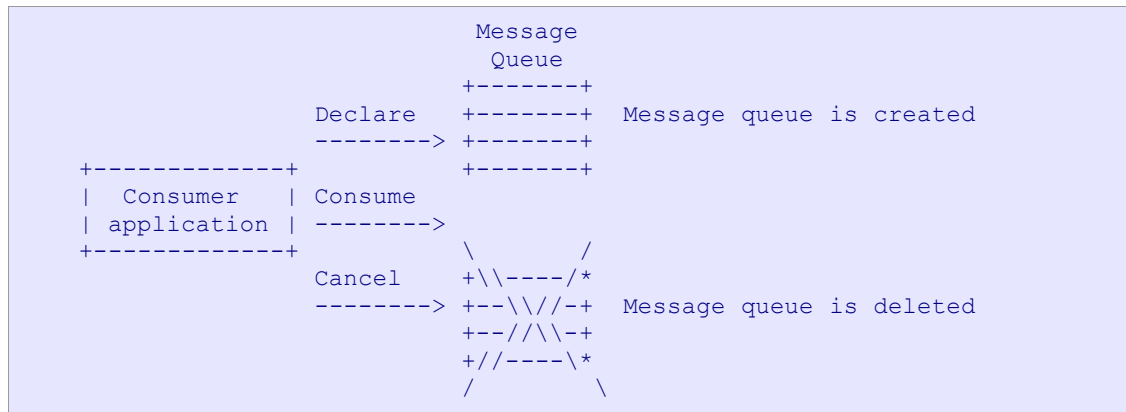 Message
Queue
+-------+
Declare +-------+ Message queue is created
--------> +-------+
+-------------+ +-------+
| Consumer | Consume
| application | -------->
+-------------+ \ /
Cancel +\\----/*
--------> +--\\//-+ Message queue is deleted
+--//\\-+
+//----\*
/ \